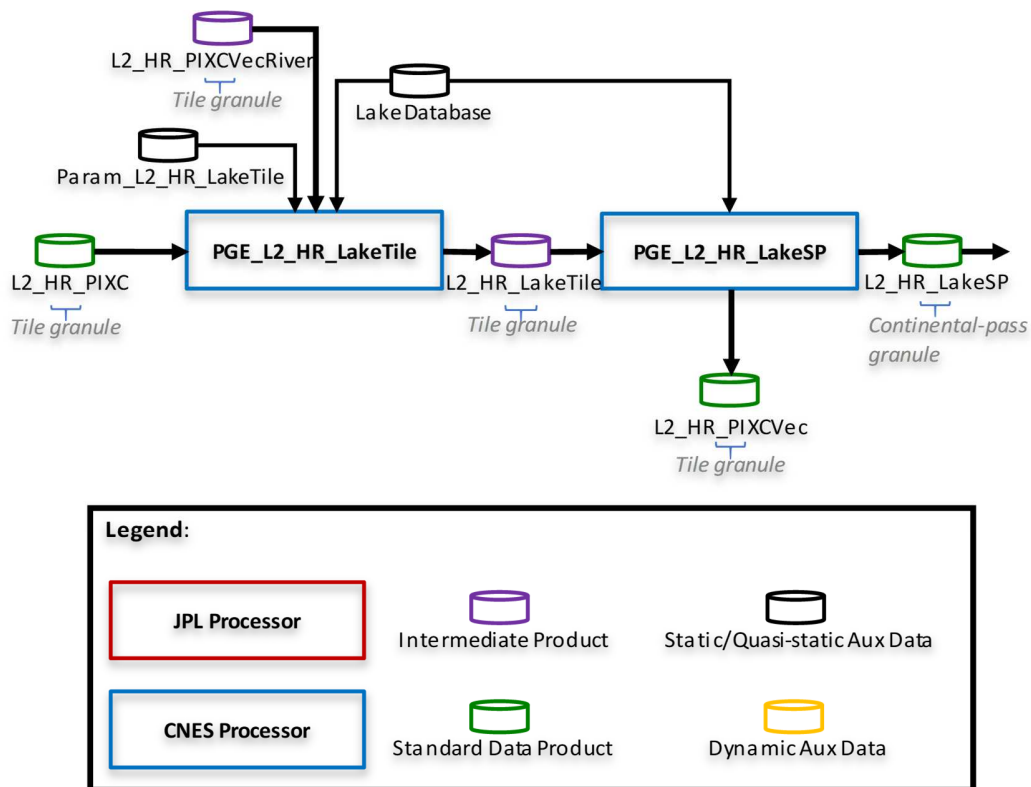 L2_HR_PIXCVecRiver
Tile granule
LakeDatabase
Param_L2_HR_LakeTile
PGE_L2_HR_LakeTile
PGE_L2_HR_LakeSP
L2_HR_PIXC
Tile granule
L2_HR_LakeTile
Tile granule
L2_HR_LakeSP
Continental-pass
granule
L2_HR_PIXCVec
Tile granule
Legend:
JPL Processor
Intermediate Product
Static/Quasi-static Aux Data
CNES Processor
Standard Data Product
Dynamic Aux Data